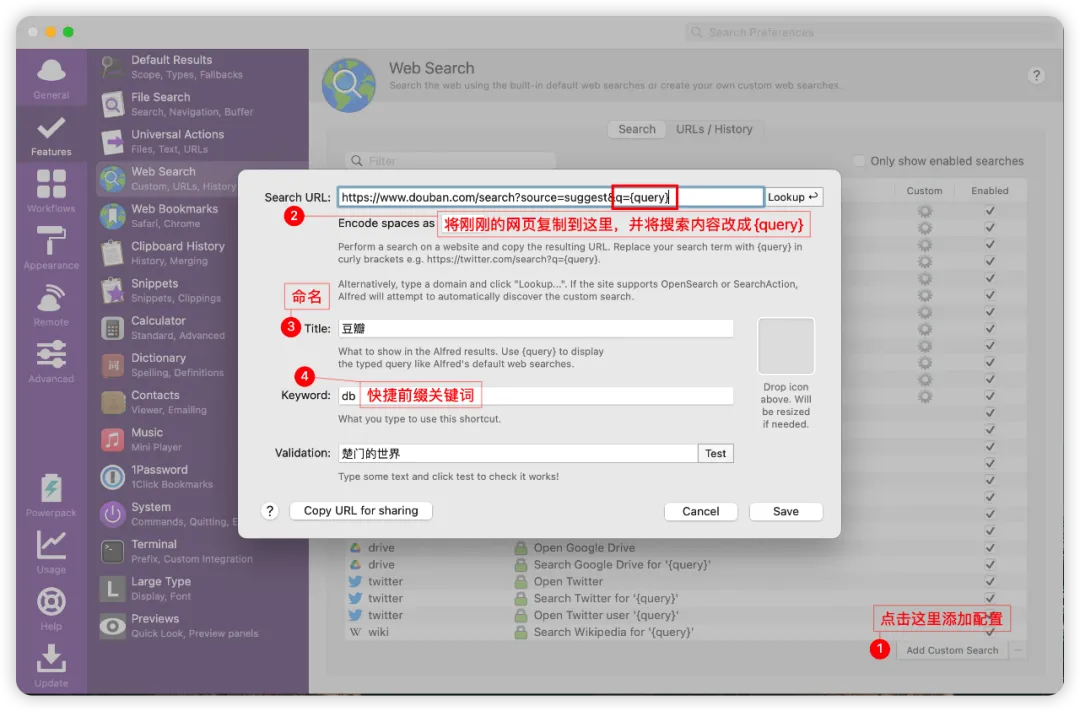 Search Preferences
General
Features
Workflows
Appearance
Remote
Advanced
Powerpack
Usage
Help
Update
Default Results
Scope, Types, Fallbacks
File Search
Search, Navigation, Buffer
Universal Actions
Files, Text, URLs
Web Search
Custom, URLs, History
Web Bookmarks
Safari, Chrome
Clipboard History
History, Merging
Snippets
Snippets, Clippings
Calculator
Standard, Advanced
Dictionary
Spelling, Definitions
Contacts
Viewer, Emailing
Music
Mini Player
1Password
1Click Bookmarks
System
Commands, Quitting, E
Terminal
Prefix, Custom Integration
Large Type
Display, Font
Previews
Quick Look, Preview panels
Web Search
Search the web using the built-in default web searches or create your own custom web searches.
?
Search
URLs / History
Filter
Only show enabled searches
Custom
Enabled
Search URL:
https://www.douban.com/search?source=suggest&q={query}
Lookup ↩
2
Encode spaces as
将刚刚的网页复制到这里，并将搜索内容改成{query}
Perform a search on a website and copy the resulting URL. Replace your search term with {query} in
curly brackets e.g. https://twitter.com/search?q={query}.
Alternatively, type a domain and click "Lookup...". If the site supports OpenSearch or SearchAction,
Alfred will attempt to automatically discover the custom search.
命名
3
Title:
豆瓣
What to show in the Alfred results. Use {query} to display
the typed query like Alfred's default web searches.
4
Keyword:
db
快捷前缀关键词
What you type to use this shortcut.
Drop icon
above. Will
be resized
if needed.
Validation:
楚门的世界
Test
Type some text and click test to check it works!
?
Copy URL for sharing
Cancel
Save
drive
Open Google Drive
drive
Search Google Drive for '{query}'
twitter
Open Twitter
twitter
Search Twitter for '{query}'
twitter
Open Twitter user '{query}'
W wiki
Search Wikipedia for '{query}'
点击这里添加配置
1
Add Custom Search